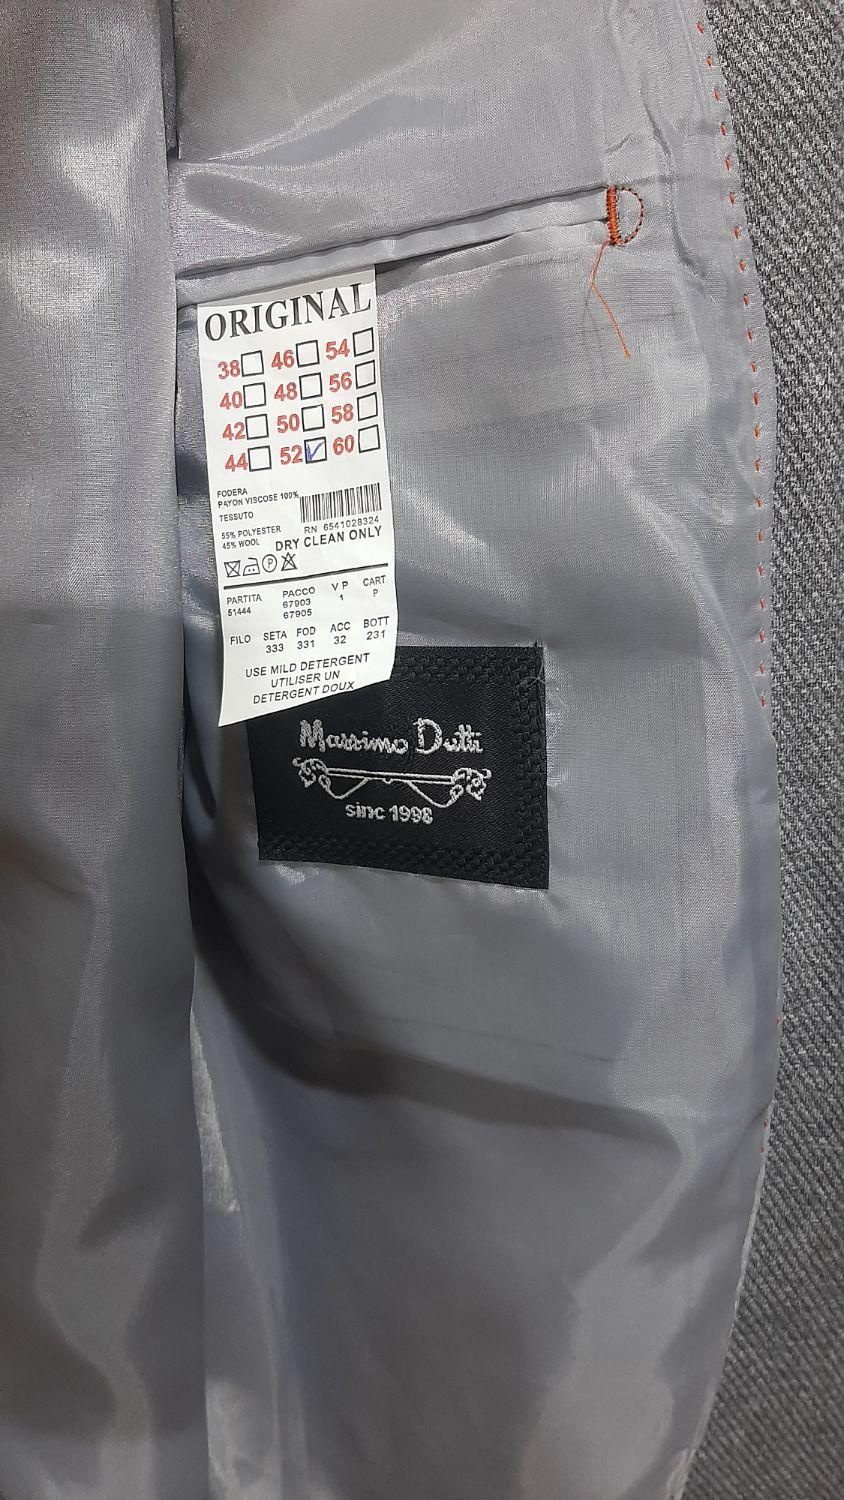 ORIGINAL
38 46 54
40 48 56
42 50 58
44 52 60
FODERA
PAYON VISCOSE 100%
TESSUTO
55% POLYESTER
45% WOOL
RN 6541028324
DRY CLEAN ONLY
P
PARTITA PACCO V P CART
51444 67903 1 P
67905
FILO SETA FOD ACC BOTT
333 331 32 231
USE MILD DETERGENT
UTILISER UN
DETERGENT DOUX
Massimo Dutti
sinc 1998